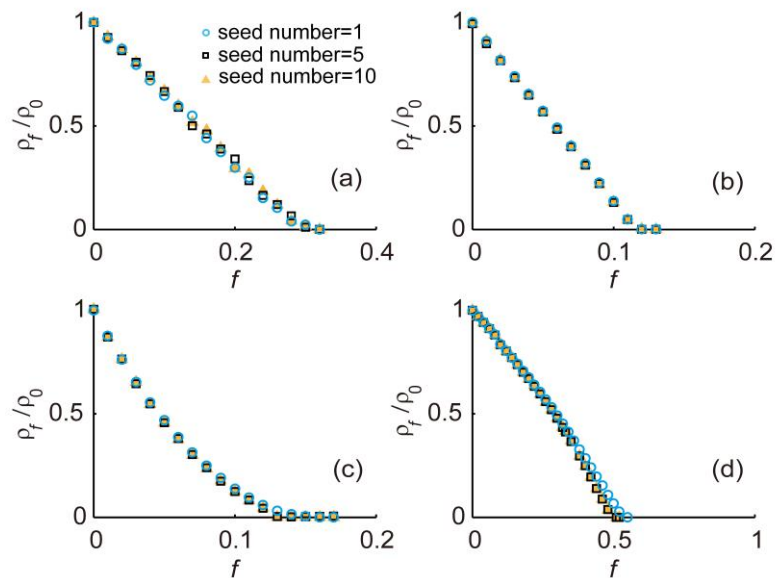 1
seed number=1
seed number=5
seed number=10
0.5
ρf /ρ0
(a)
0
0
0.2
0.4
f
1
0.5
ρf /ρ0
(b)
0
0
0.1
0.2
f
1
0.5
ρf /ρ0
(c)
0
0
0.1
0.2
f
1
0.5
ρf /ρ0
(d)
0
0
0.5
1
f